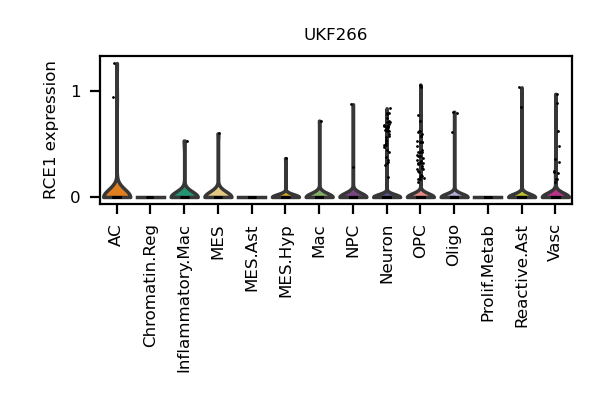 UKF266
RCE1 expression
1
0
AC
Chromatin.Reg
Inflammatory.Mac
MES
MES.Ast
MES.Hyp
Mac
NPC
Neuron
OPC
Oligo
Prolif.Metab
Reactive.Ast
Vasc